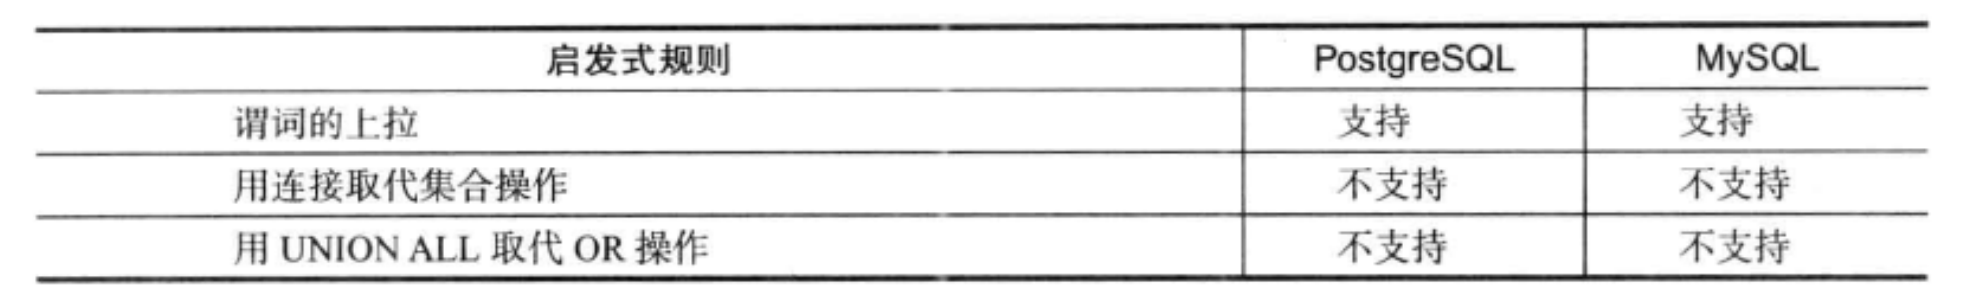 启发式规则 PostgreSQL MySQL
谓词的上拉 支持 支持
用连接取代集合操作 不支持 不支持
用 UNION ALL 取代 OR 操作 不支持 不支持